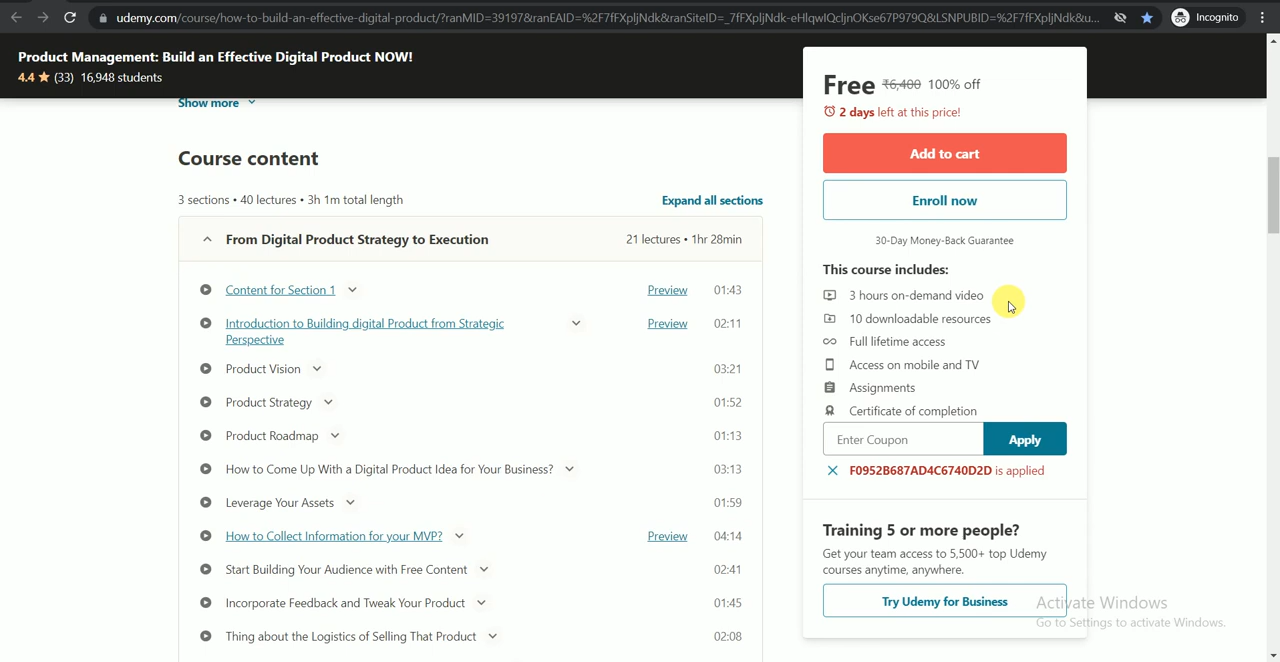 udemy.com/course/how-to-build-an-effective-digital-product/?ranMID=39197&ranEAID=%2F7fFXpljNdk&ranSiteID=_7fFXpljNdk-eHlqwIQcljnOKse67P979Q&LSNPUBID=%2F7fFXpljNdk&u...
Incognito
Product Management: Build an Effective Digital Product NOW!
4.4 (33) 16,948 students
Show more
Course content
3 sections • 40 lectures • 3h 1m total length
Expand all sections
From Digital Product Strategy to Execution
21 lectures • 1hr 28min
Content for Section 1
Preview
01:43
Introduction to Building digital Product from Strategic
Perspective
Preview
02:11
Product Vision
03:21
Product Strategy
01:52
Product Roadmap
01:13
How to Come Up With a Digital Product Idea for Your Business?
03:13
Leverage Your Assets
01:59
How to Collect Information for your MVP?
Preview
04:14
Start Building Your Audience with Free Content
02:41
Incorporate Feedback and Tweak Your Product
01:45
Thing about the Logistics of Selling That Product
02:08
Free ₹6,400 100% off
2 days left at this price!
Add to cart
Enroll now
30-Day Money-Back Guarantee
This course includes:
3 hours on-demand video
10 downloadable resources
Full lifetime access
Access on mobile and TV
Assignments
Certificate of completion
Enter Coupon
Apply
F0952B687AD4C6740D2D is applied
Training 5 or more people?
Get your team access to 5,500+ top Udemy
courses anytime, anywhere.
Try Udemy for Business
Activate Windows
Go to Settings to activate Windows.